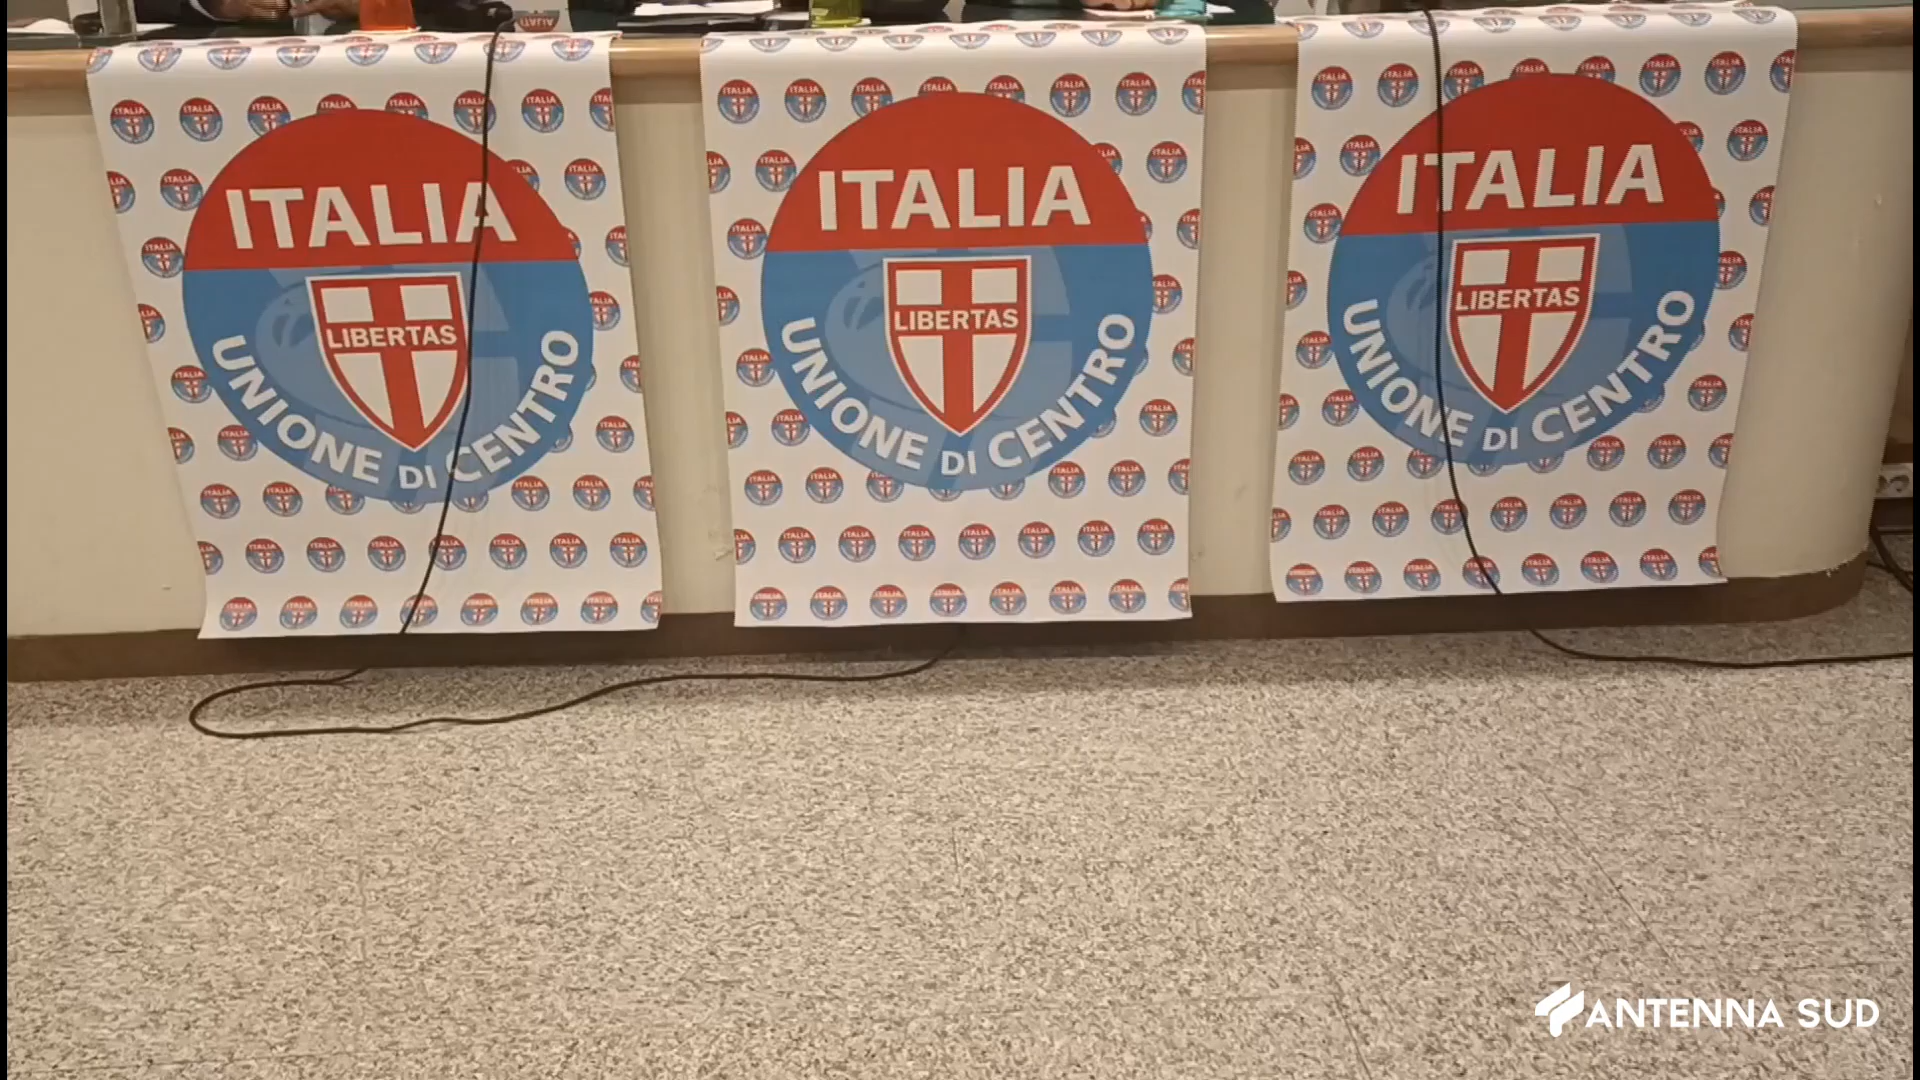 ITALIA
LIBERTAS
UNIONE DI CENTRO
ITALIA
LIBERTAS
UNIONE DI CENTRO
ITALIA
LIBERTAS
UNIONE DI CENTRO
ANTENNA SUD